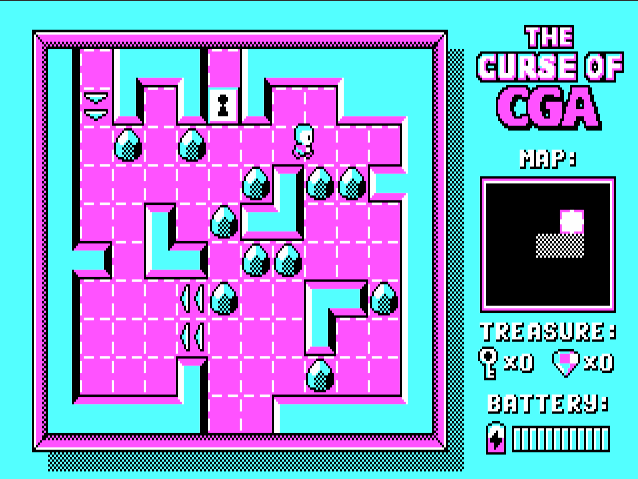 THE
CURSE OF
CGA
MAP:
TREASURE:
×0 ×0
BATTERY: